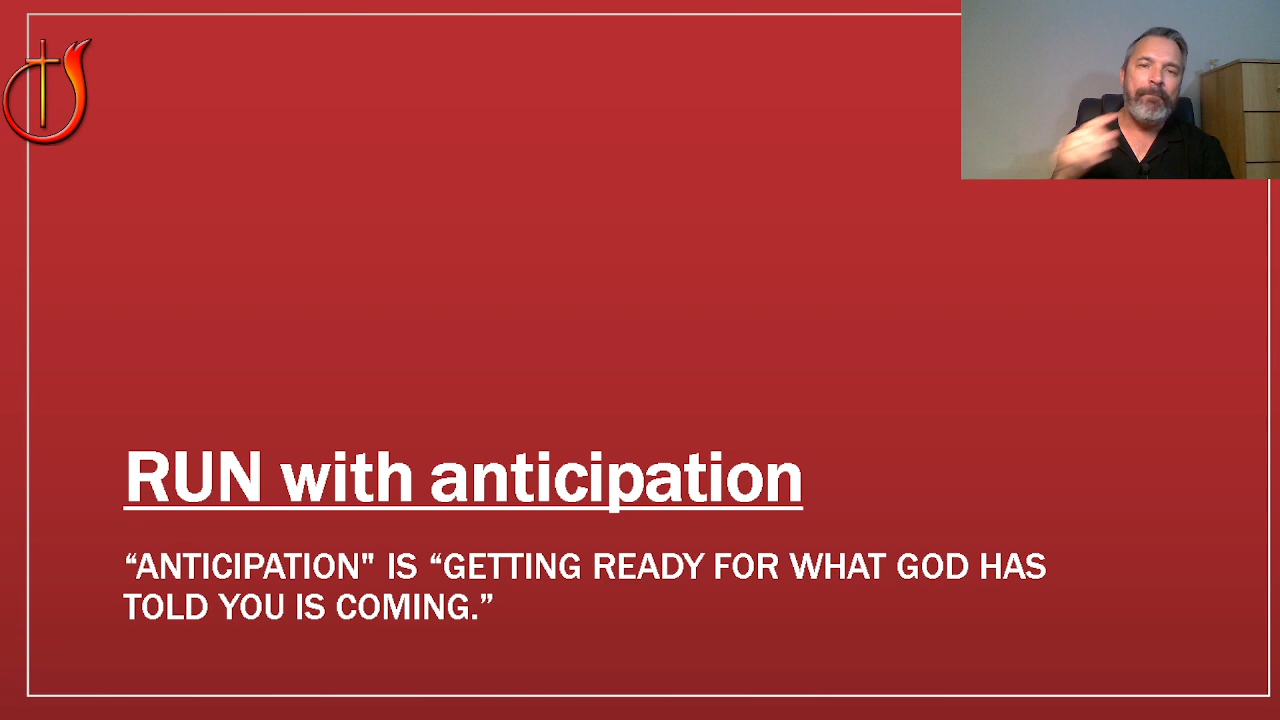 RUN with anticipation
“ANTICIPATION" IS “GETTING READY FOR WHAT GOD HAS
TOLD YOU IS COMING.”